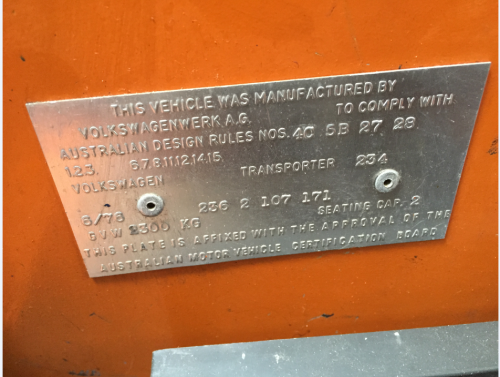 THIS VEHICLE WAS MANUFACTURED BY
VOLKSWAGENWERK A.G. TO COMPLY WITH
AUSTRALIAN DESIGN RULES NOS. 4C 5B 27 28
1.2.3. 6.7.8.11.12.14.15.
VOLKSWAGEN TRANSPORTER 234
8/76 236 2 107 171
GVW 2300 KG SEATING CAP. 2
THIS PLATE IS AFFIXED WITH THE APPROVAL OF THE
AUSTRALIAN MOTOR VEHICLE CERTIFICATION BOARD